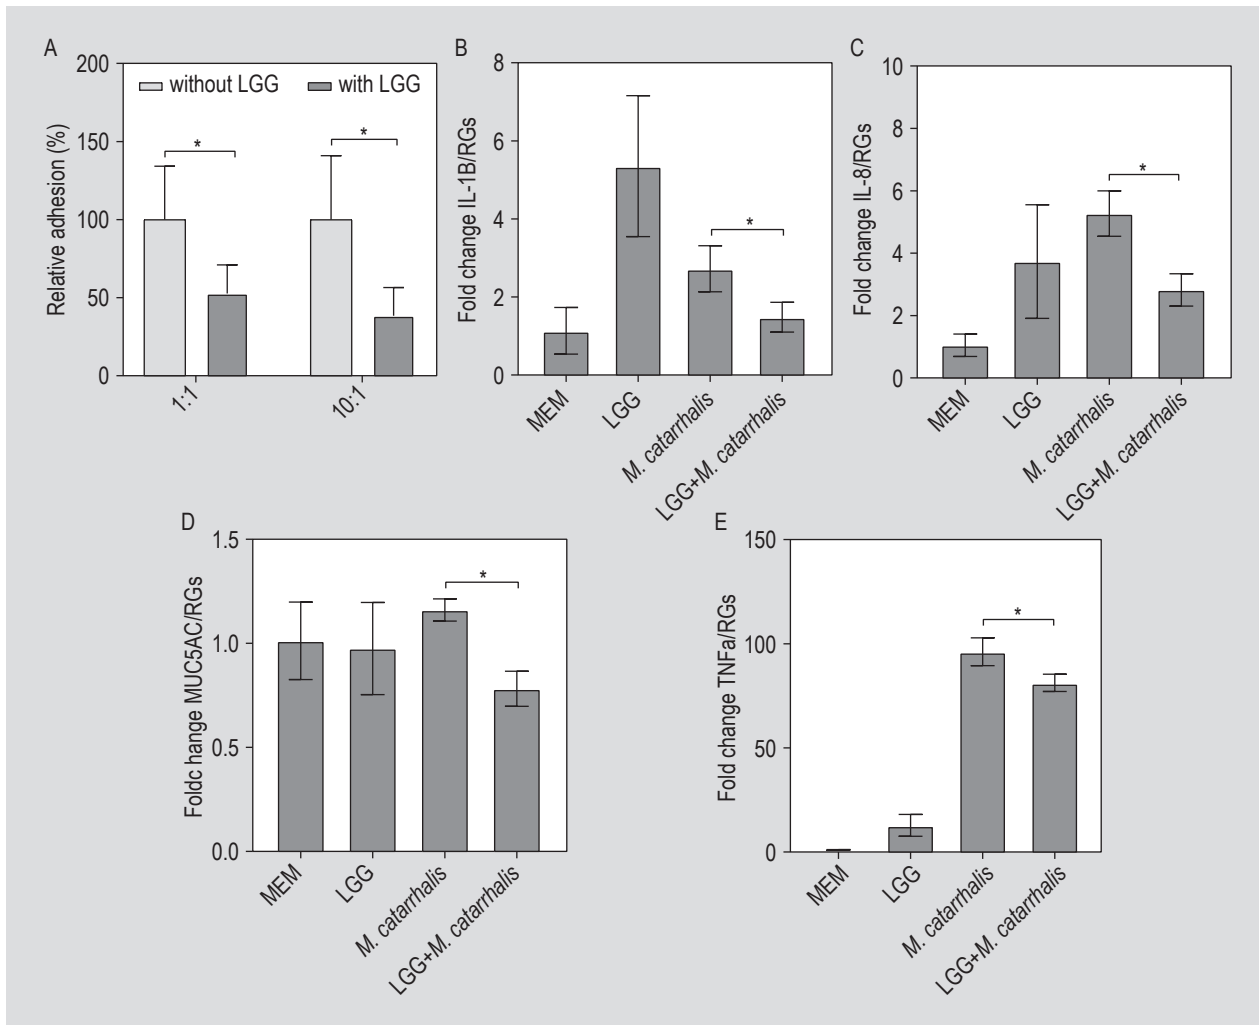 A
200
150
100
50
0
Relative adhesion (%)
without LGG
with LGG
*
*
1:1
10:1
B
8
6
4
2
0
Fold change IL-1B/RGs
*
MEM
LGG
M. catarrhalis
LGG+M. catarrhalis
C
10
8
6
4
2
0
Fold change IL-8/RGs
*
MEM
LGG
M. catarrhalis
LGG+M. catarrhalis
D
1.5
1.0
0.5
0.0
Foldc hange MUC5AC/RGs
*
MEM
LGG
M. catarrhalis
LGG+M. catarrhalis
E
150
100
50
0
Fold change TNFa/RGs
*
MEM
LGG
M. catarrhalis
LGG+M. catarrhalis